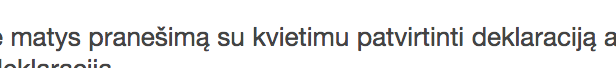 matys pranešimą su kvietimu patvirtinti deklaraciją